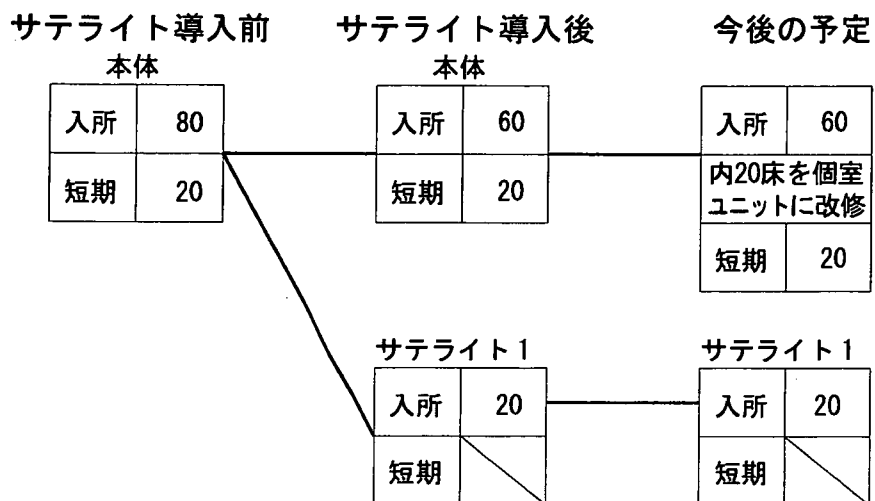 サテライト導入前 サテライト導入後 今後の予定
本体 本体
入所 80 入所 60 入所 60
短期 20 短期 20 内20床を個室
ユニットに改修
短期 20
サテライト1 サテライト1
入所 20 入所 20
短期 短期